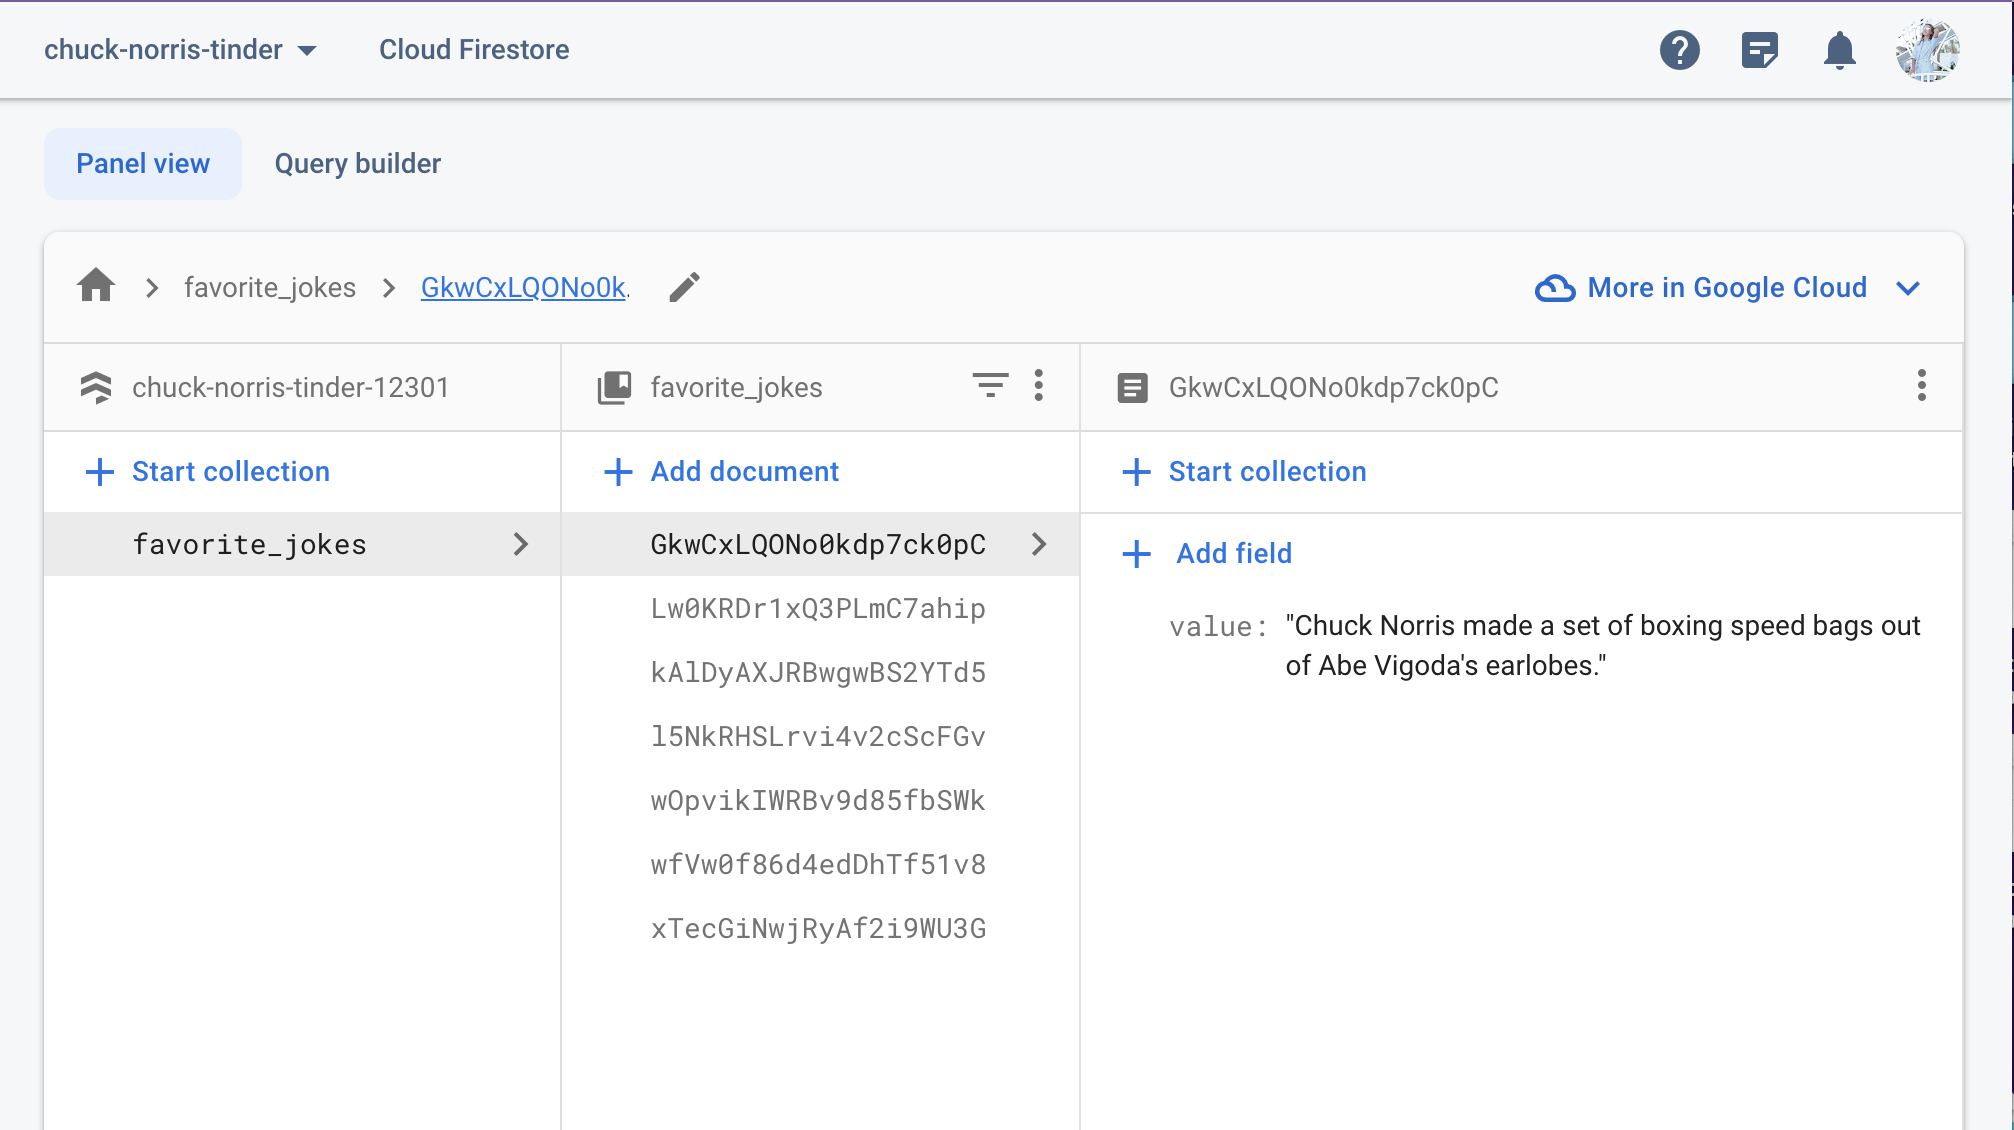 chuck-norris-tinder
Cloud Firestore
Panel view
Query builder
favorite_jokes
GkwCxLQONo0k.
More in Google Cloud
chuck-norris-tinder-12301
favorite_jokes
GkwCxLQONo0kdp7ck0pC
Start collection
Add document
Start collection
favorite_jokes
GkwCxLQONo0kdp7ck0pC
Lw0KRDr1xQ3PLmC7ahip
kAlDyAXJRBwgwBS2YTd5
l5NkRHSLrvi4v2cScFGv
wOpvikIWRBv9d85fbSWk
wfVw0f86d4edDhTf51v8
xTecGiNwjRyAf2i9WU3G
Add field
value: "Chuck Norris made a set of boxing speed bags out
of Abe Vigoda's earlobes."